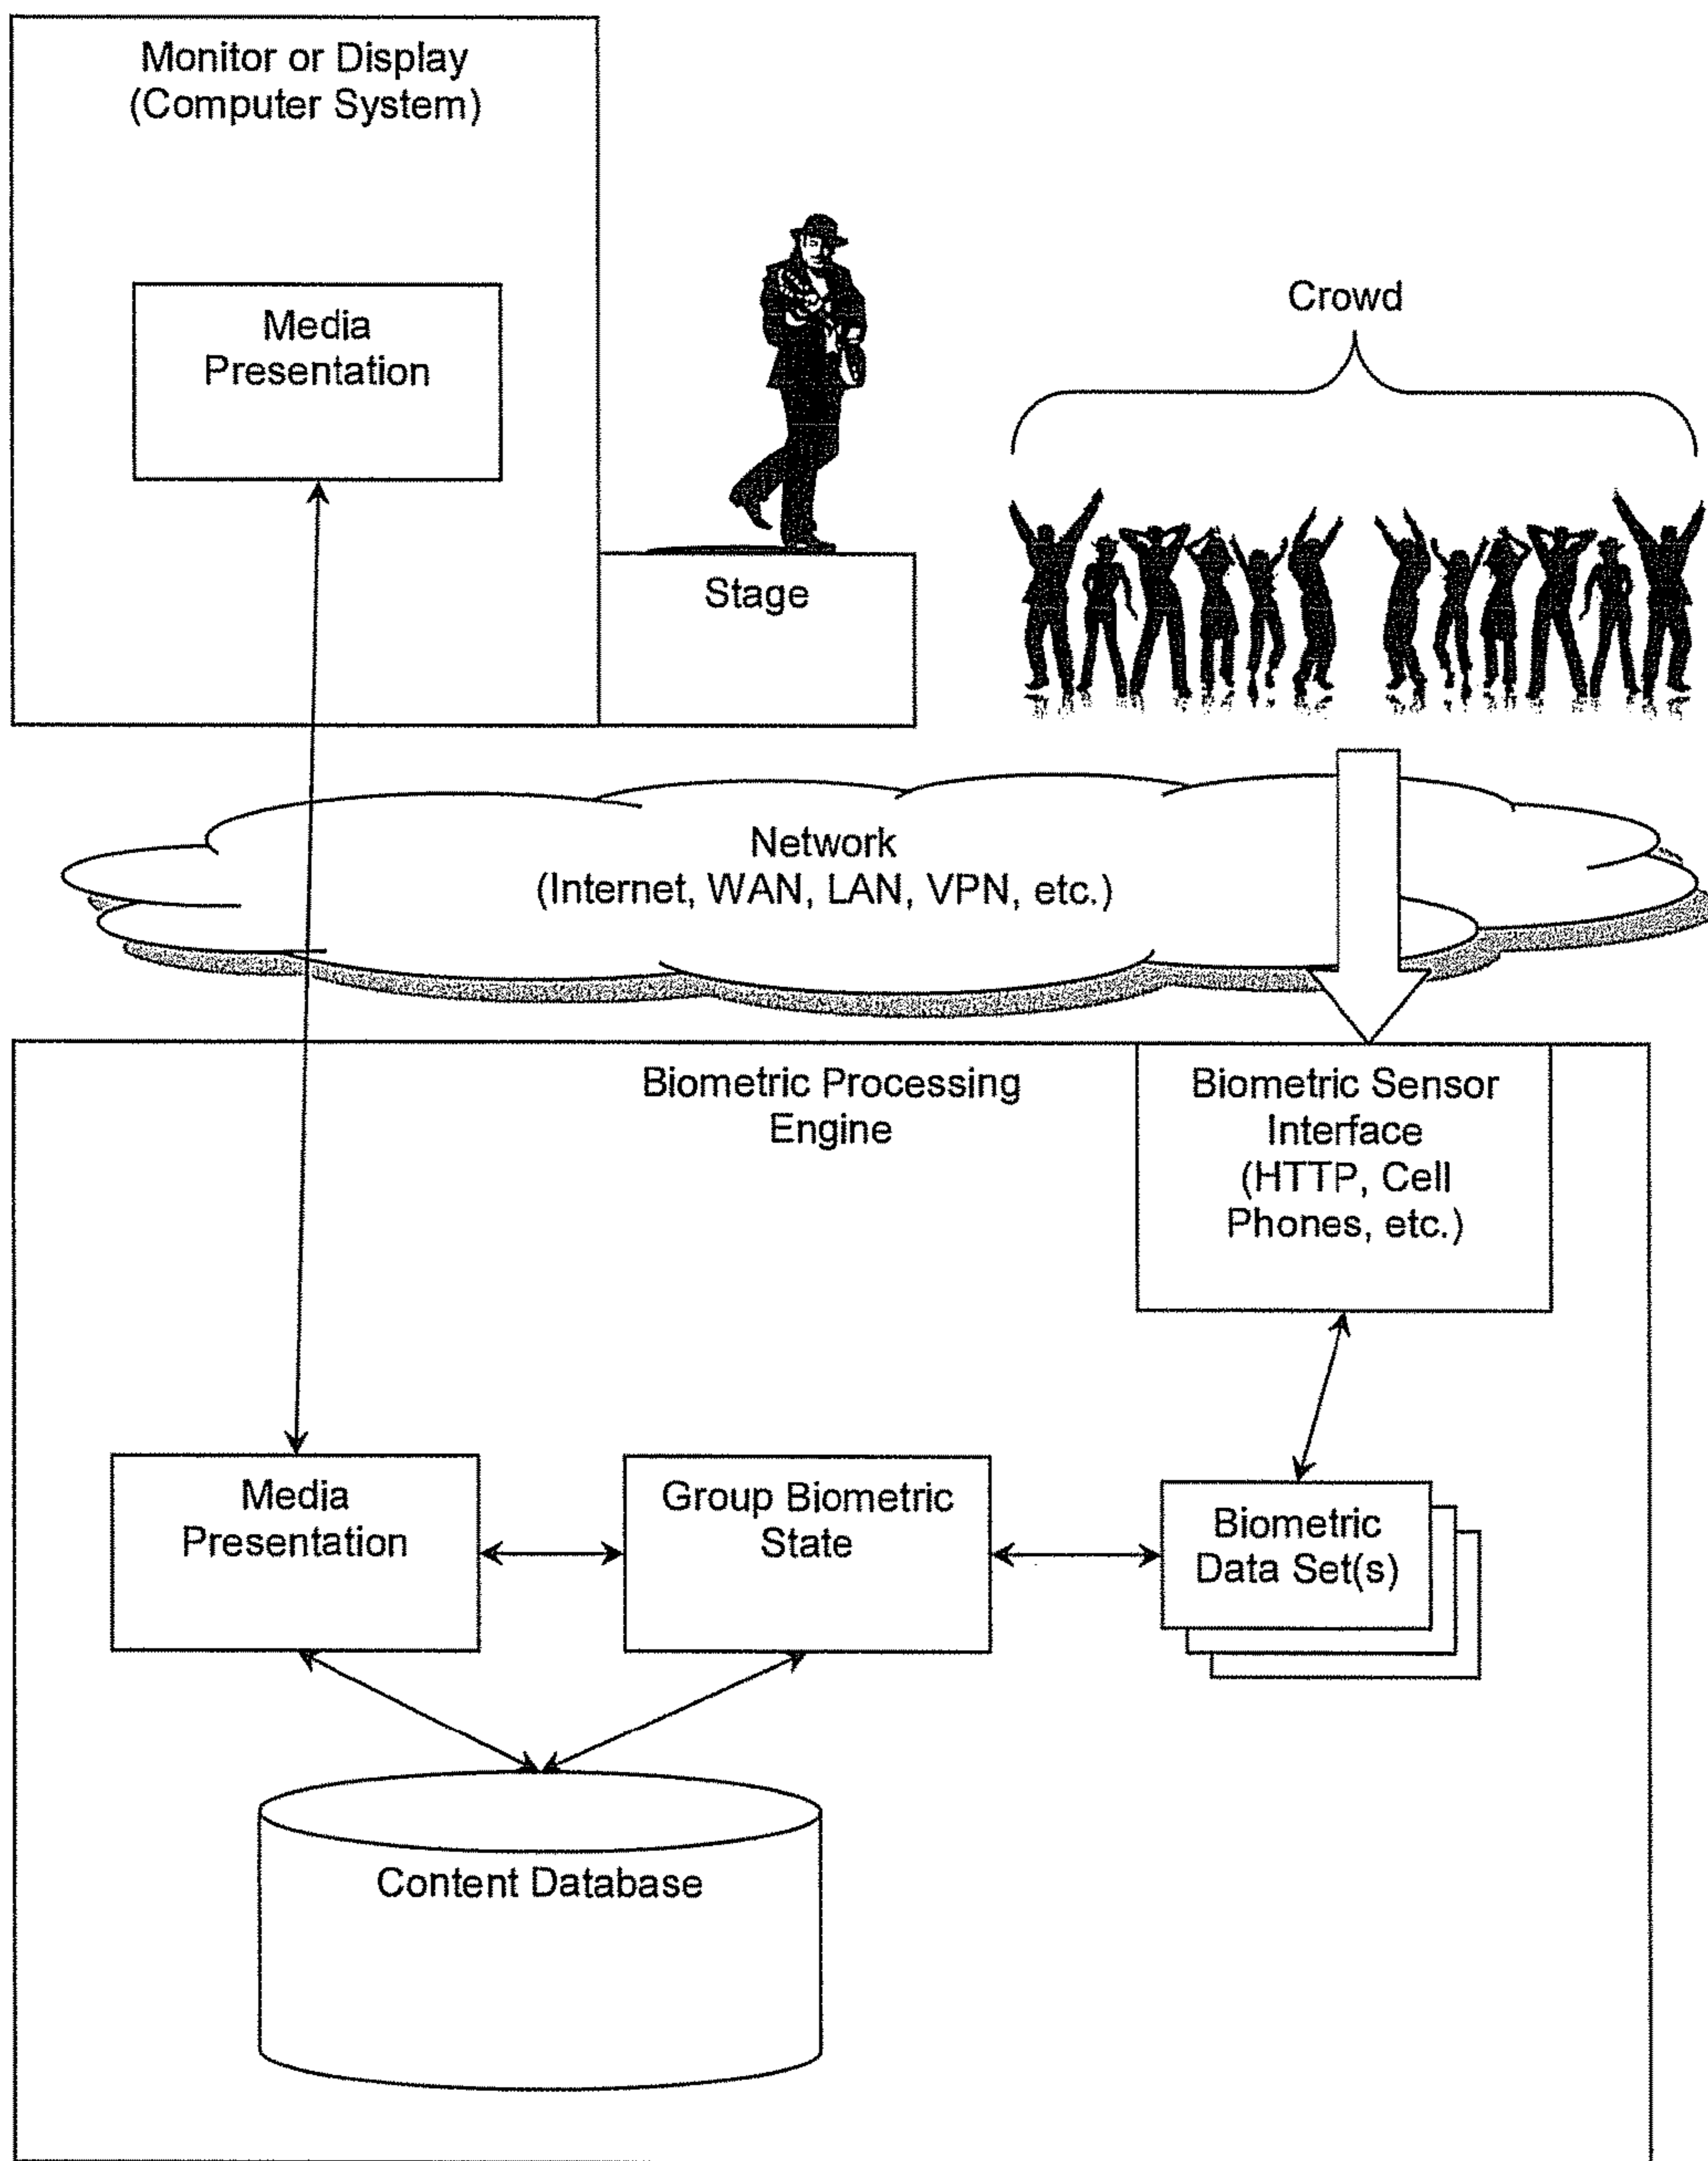 Monitor or Display
(Computer System)
Media
Presentation
Crowd
Stage
Network
(Internet, WAN, LAN, VPN, etc.)
Biometric Processing
Engine
Biometric Sensor
Interface
(HTTP, Cell
Phones, etc.)
Media
Presentation
Group Biometric
State
Biometric
Data Set(s)
Content Database